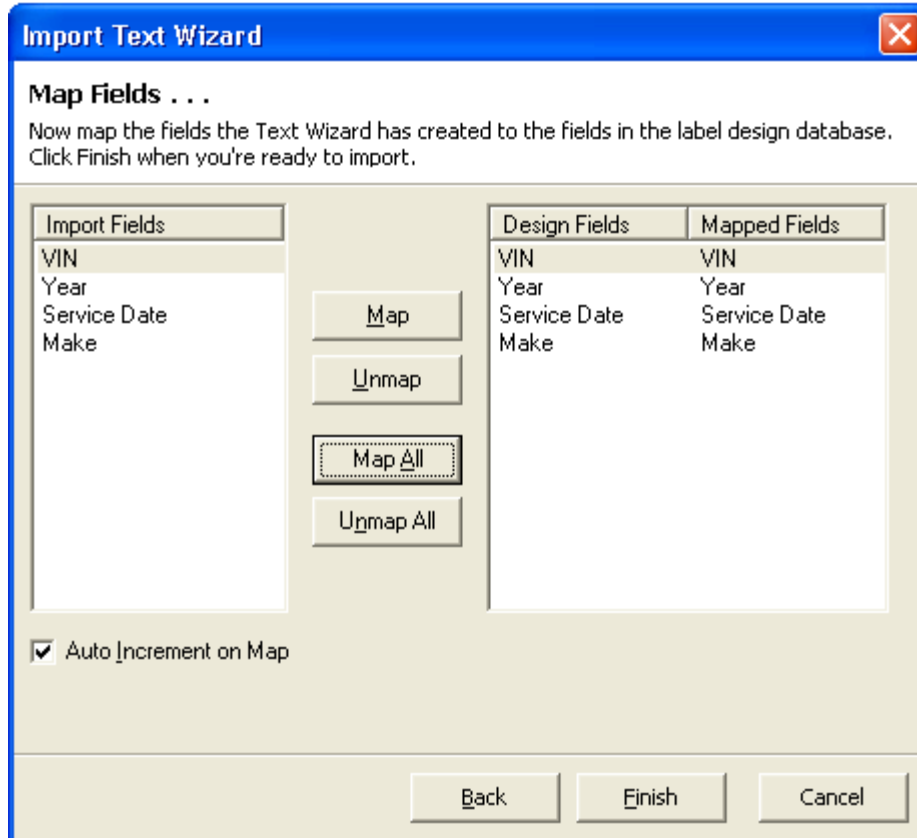 Import Text Wizard
Map Fields . . .
Now map the fields the Text Wizard has created to the fields in the label design database.
Click Finish when you're ready to import.
Import Fields
VIN
Year
Service Date
Make
Map
Unmap
Map All
Unmap All
Design Fields Mapped Fields
VIN VIN
Year Year
Service Date Service Date
Make Make
Auto Increment on Map
Back Finish Cancel